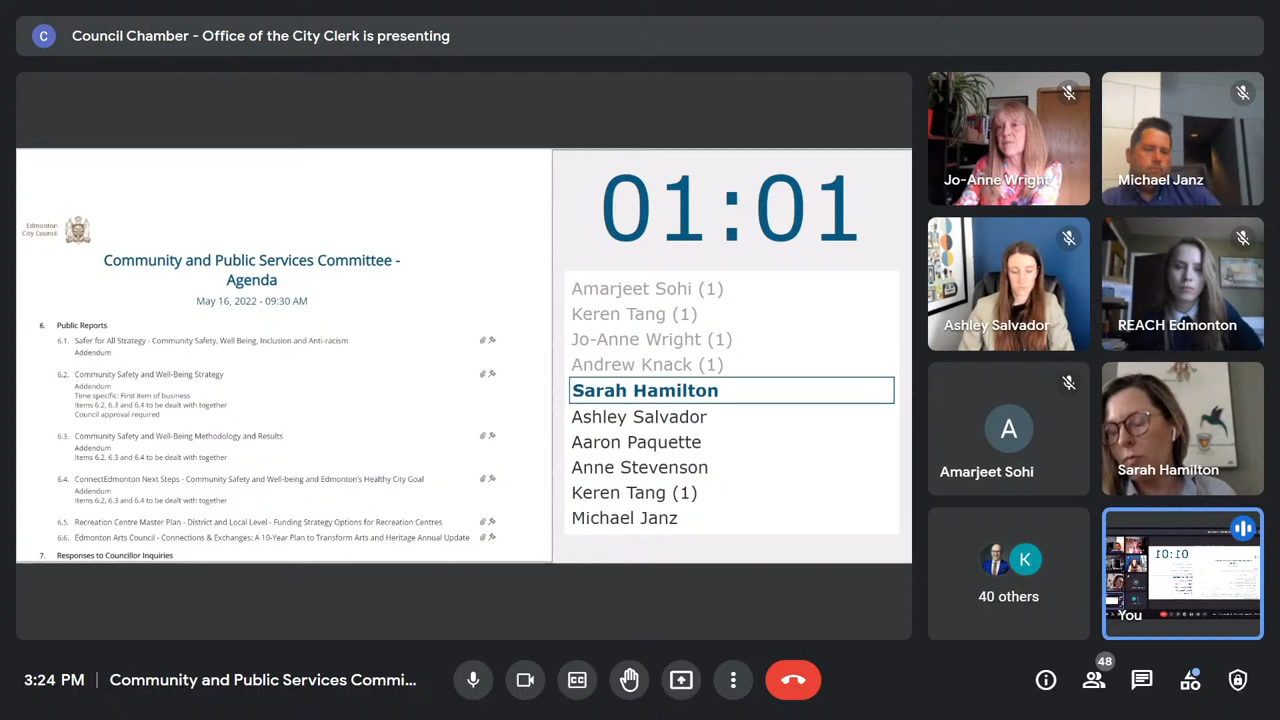 C Council Chamber - Office of the City Clerk is presenting
Edmonton
City Council
Community and Public Services Committee -
Agenda
May 16, 2022 - 09:30 AM
6. Public Reports
6.1. Safer for All Strategy - Community Safety, Well Being, Inclusion and Anti-racism
Addendum
6.2. Community Safety and Well-Being Strategy
Addendum
Time specific: First item of business
Items 6.2, 6.3 and 6.4 to be dealt with together
Council approval required
6.3. Community Safety and Well-Being Methodology and Results
Addendum
Items 6.2, 6.3 and 6.4 to be dealt with together
6.4. ConnectEdmonton Next Steps - Community Safety and Well-being and Edmonton's Healthy City Goal
Addendum
Items 6.2, 6.3 and 6.4 to be dealt with together
6.5. Recreation Centre Master Plan - District and Local Level - Funding Strategy Options for Recreation Centres
6.6. Edmonton Arts Council - Connections & Exchanges: A 10-Year Plan to Transform Arts and Heritage Annual Update
7. Responses to Councillor Inquiries
01:01
Amarjeet Sohi (1)
Keren Tang (1)
Jo-Anne Wright (1)
Andrew Knack (1)
Sarah Hamilton
Ashley Salvador
Aaron Paquette
Anne Stevenson
Keren Tang (1)
Michael Janz
Jo-Anne Wright
Michael Janz
Ashley Salvador
REACH Edmonton
A
Amarjeet Sohi
Sarah Hamilton
K
40 others
01:01
You
3:24 PM | Community and Public Services Commi...
CC
48